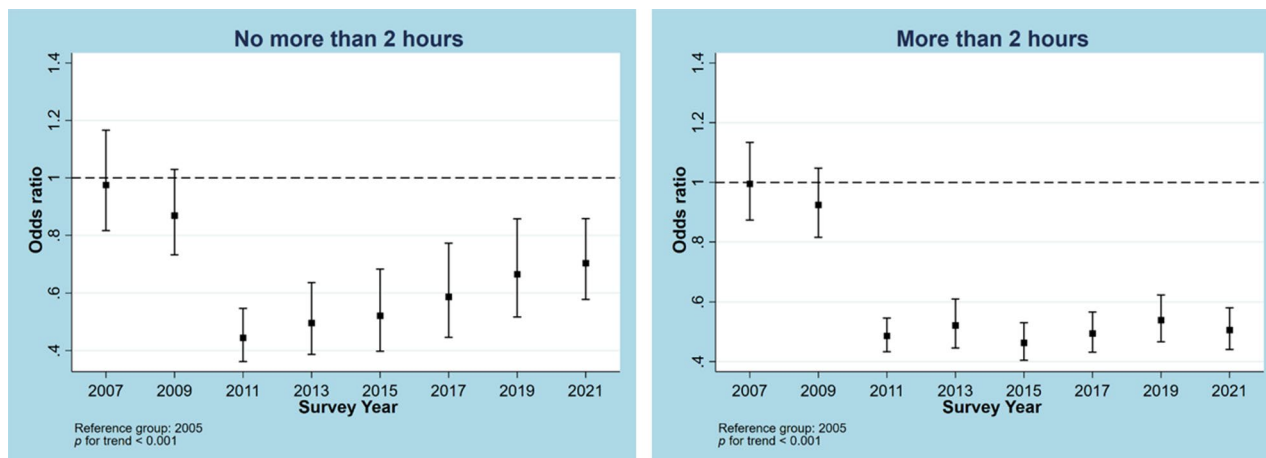 No more than 2 hours
1.4
1.2
1
.8
.6
.4
Odds ratio
2007 2009 2011 2013 2015 2017 2019 2021
Survey Year
Reference group: 2005
p for trend < 0.001
More than 2 hours
1.4
1.2
1
.8
.6
.4
Odds ratio
2007 2009 2011 2013 2015 2017 2019 2021
Survey Year
Reference group: 2005
p for trend < 0.001